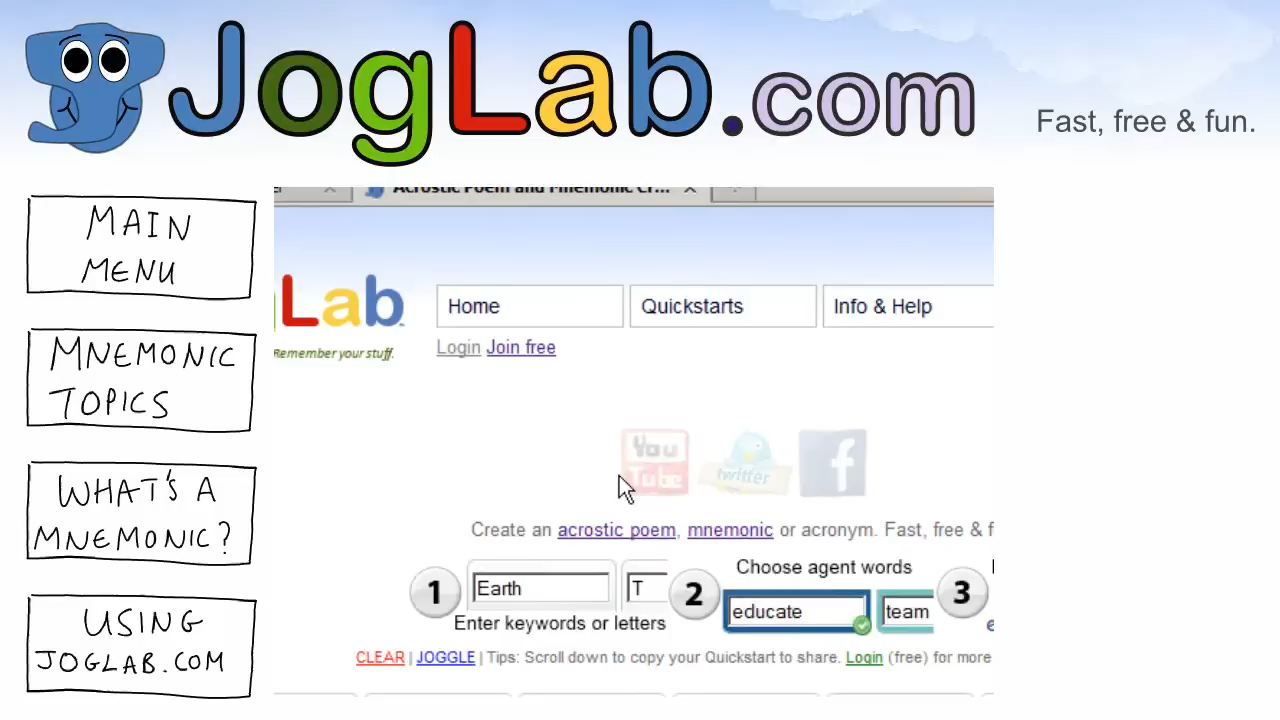 JogLab.com
Fast, free & fun.
MAIN
MENU
MNEMONIC
TOPICS
WHAT'S A
MNEMONIC?
USING
JOGLAB.COM
Acrostic Poem and Mnemonic Cr...
Lab
Remember your stuff.
Home
Quickstarts
Info & Help
Login Join free
You
Tube
twitter
f
Create an acrostic poem, mnemonic or acronym. Fast, free & f
1
Earth
T
Enter keywords or letters
2
Choose agent words
educate
team
3
CLEAR | JOGGLE | Tips: Scroll down to copy your Quickstart to share. Login (free) for more